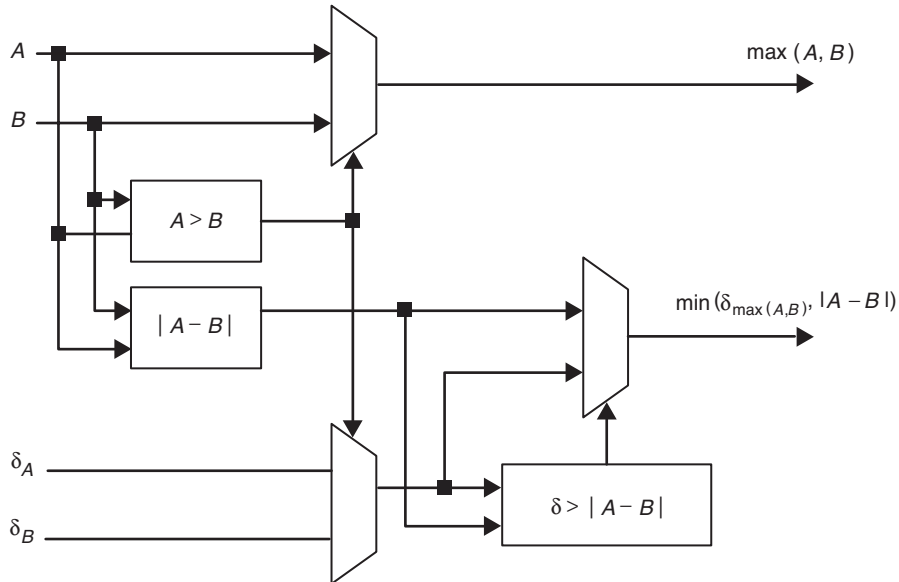 A
max (A, B)
B
A > B
| A − B |
min (δmax (A,B), |A − B|)
δA
δB
δ > | A − B |